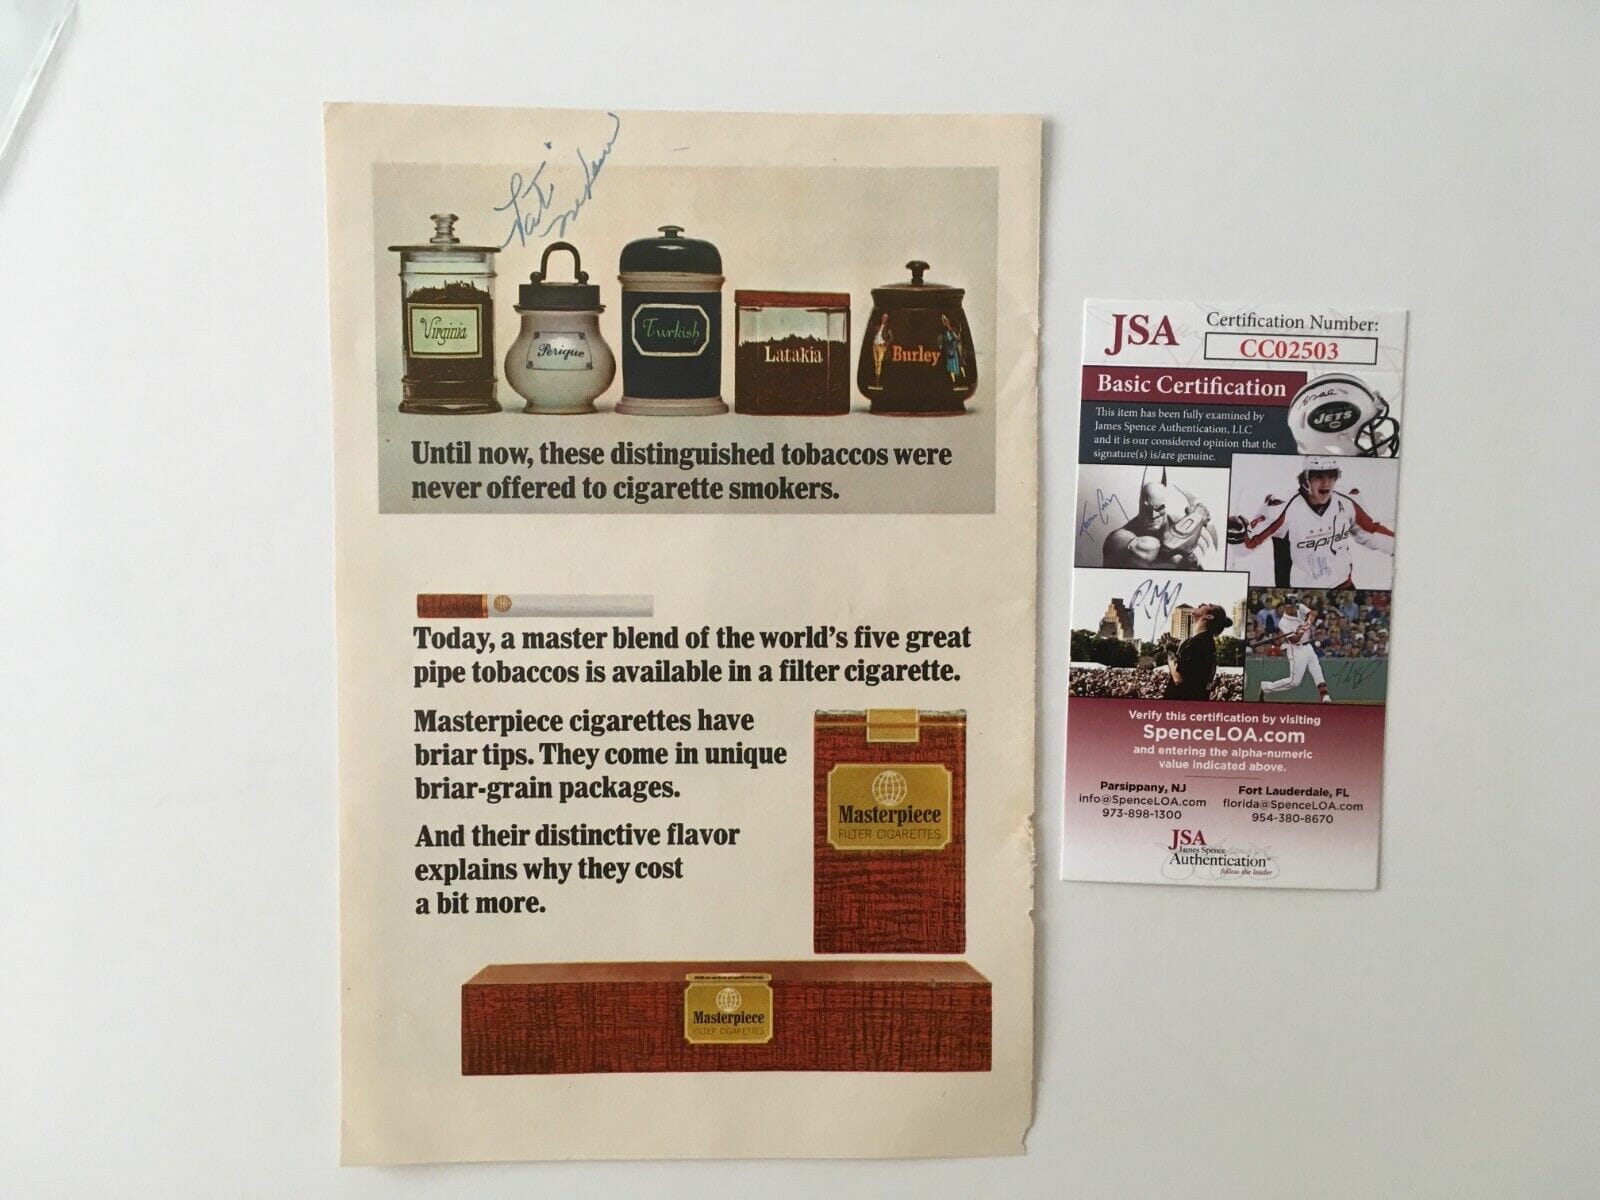 Virginia
Perique
Turkish
Latakia
Burley
Until now, these distinguished tobaccos were
never offered to cigarette smokers.
Today, a master blend of the world's five great
pipe tobaccos is available in a filter cigarette.
Masterpiece cigarettes have
briar tips. They come in unique
briar-grain packages.
And their distinctive flavor
explains why they cost
a bit more.
Masterpiece
FILTER CIGARETTES
Masterpiece
Masterpiece
FILTER CIGARETTES
JSA
Certification Number:
CC02503
Basic Certification
This item has been fully examined by
James Spence Authentication, LLC
and it is our considered opinion that the
signature(s) is/are genuine.
JETS
capitals
A
Verify this certification by visiting
SpenceLOA.com
and entering the alpha-numeric
value indicated above.
Parsippany, NJ
info@SpenceLOA.com
973-898-1300
Fort Lauderdale, FL
florida@SpenceLOA.com
954-380-8670
JSA
James Spence
Authentication
follow the leader